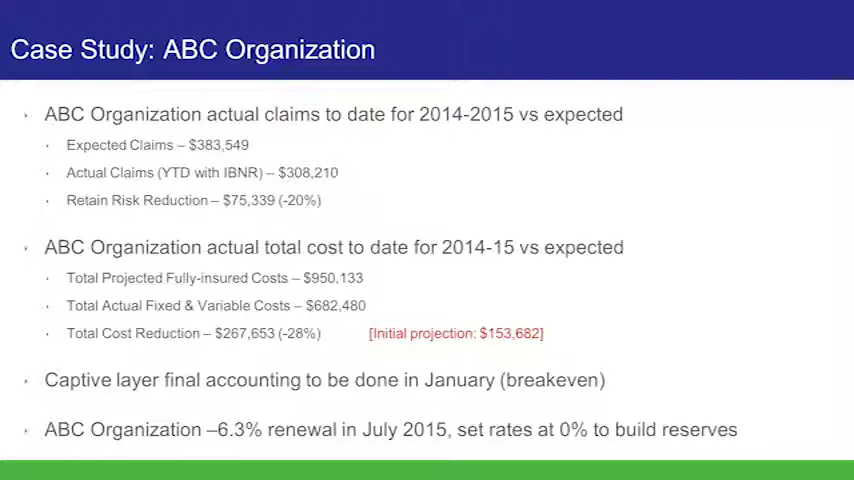 Case Study: ABC Organization
ABC Organization actual claims to date for 2014-2015 vs expected
Expected Claims – $383,549
Actual Claims (YTD with IBNR) – $308,210
Retain Risk Reduction – $75,339 (-20%)
ABC Organization actual total cost to date for 2014-15 vs expected
Total Projected Fully-insured Costs – $950,133
Total Actual Fixed & Variable Costs – $682,480
Total Cost Reduction – $267,653 (-28%) [Initial projection: $153,682]
Captive layer final accounting to be done in January (breakeven)
ABC Organization –6.3% renewal in July 2015, set rates at 0% to build reserves